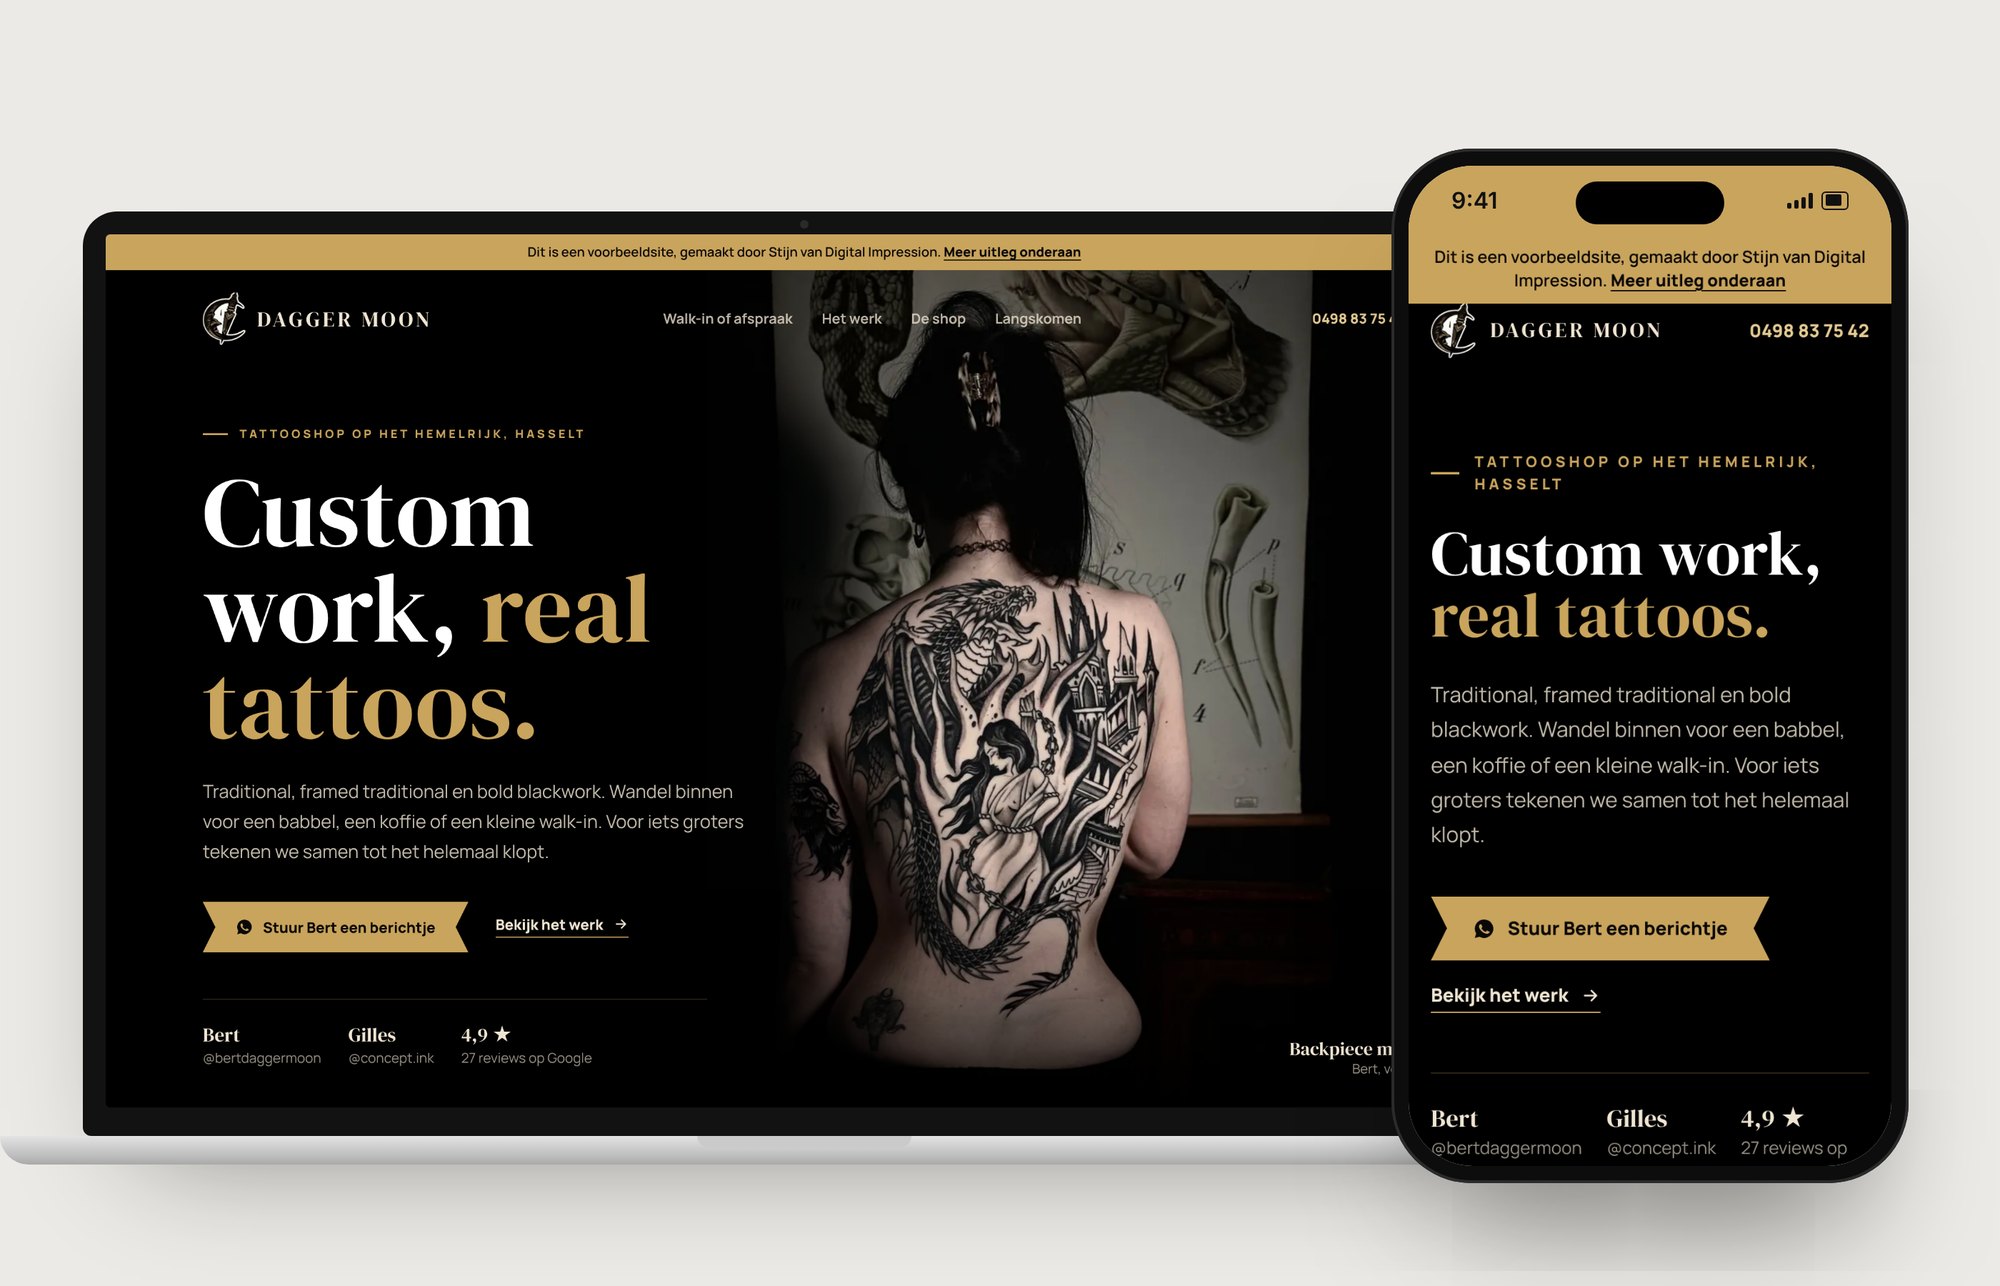 Dit is een voorbeeldsite, gemaakt door Stijn van Digital Impression. Meer uitleg onderaan
DAGGER MOON
Walk-in of afspraak Het werk De shop Langskomen
0498 83 75
TATTOOSHOP OP HET HEMELRIJK, HASSELT
Custom
work, real
tattoos.
Traditional, framed traditional en bold blackwork. Wandel binnen
voor een babbel, een koffie of een kleine walk-in. Voor iets groters
tekenen we samen tot het helemaal klopt.
Stuur Bert een berichtje
Bekijk het werk →
Bert
@bertdaggermoon
Gilles
@concept.ink
4,9 ★
27 reviews op Google
s
p
q
r
4
Backpiece
Bert,
9:41
Dit is een voorbeeldsite, gemaakt door Stijn van Digital
Impression. Meer uitleg onderaan
DAGGER MOON
0498 83 75 42
TATTOOSHOP OP HET HEMELRIJK,
HASSELT
Custom work,
real tattoos.
Traditional, framed traditional en bold
blackwork. Wandel binnen voor een babbel,
een koffie of een kleine walk-in. Voor iets
groters tekenen we samen tot het helemaal
klopt.
Stuur Bert een berichtje
Bekijk het werk →
Bert
@bertdaggermoon
Gilles
@concept.ink
4,9 ★
27 reviews op